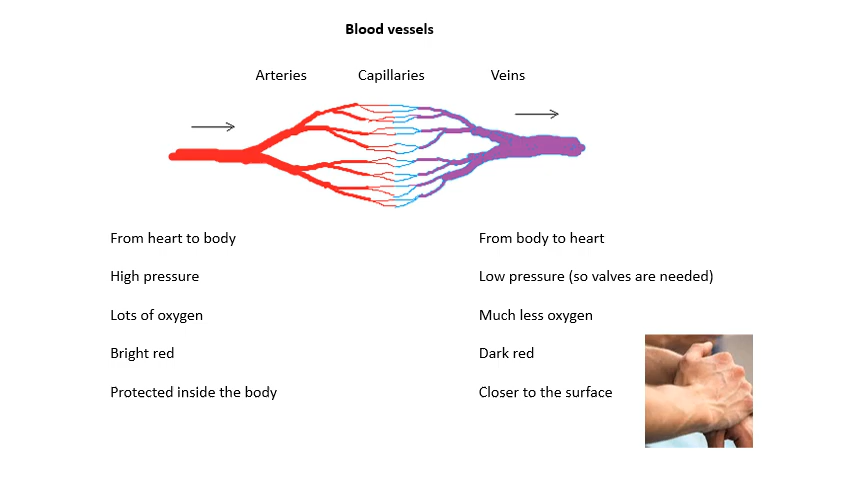 Blood vessels
Arteries Capillaries Veins
From heart to body From body to heart
High pressure Low pressure (so valves are needed)
Lots of oxygen Much less oxygen
Bright red Dark red
Protected inside the body Closer to the surface